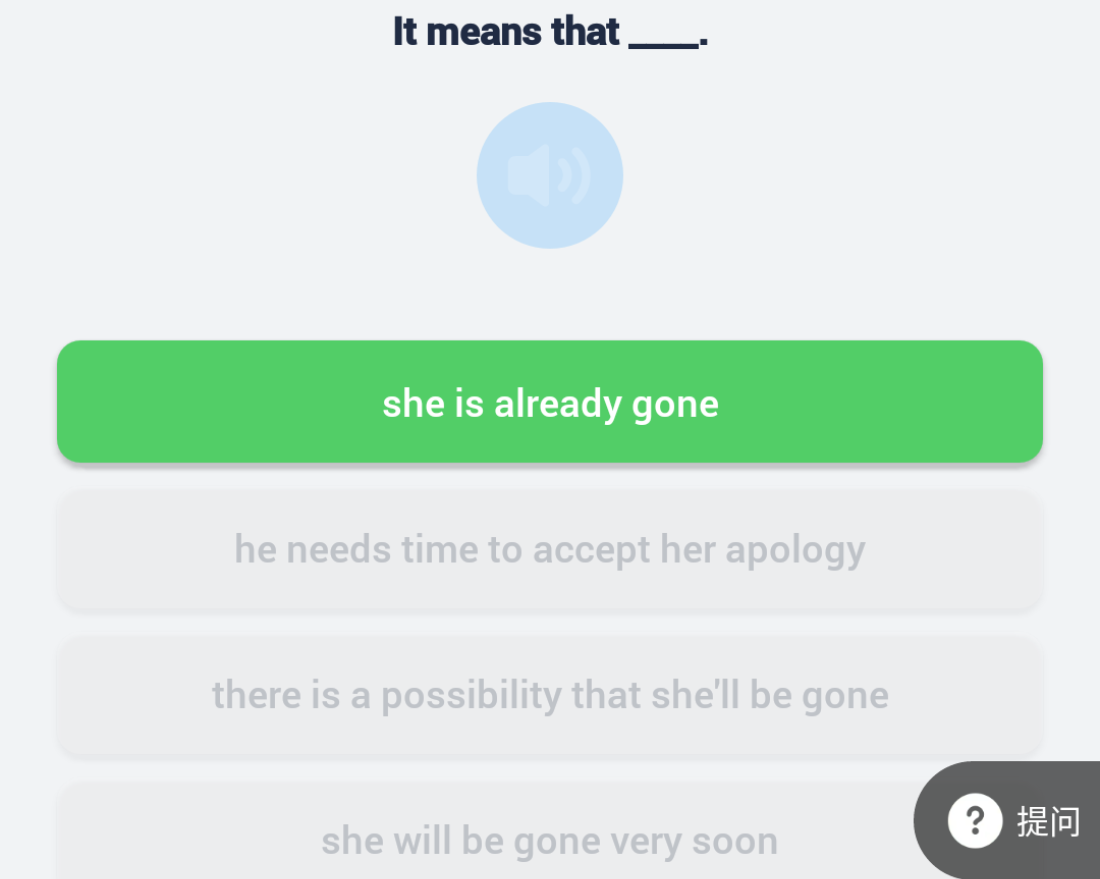 It means that ____.
she is already gone
he needs time to accept her apology
there is a possibility that she'll be gone
she will be gone very soon
? 提问